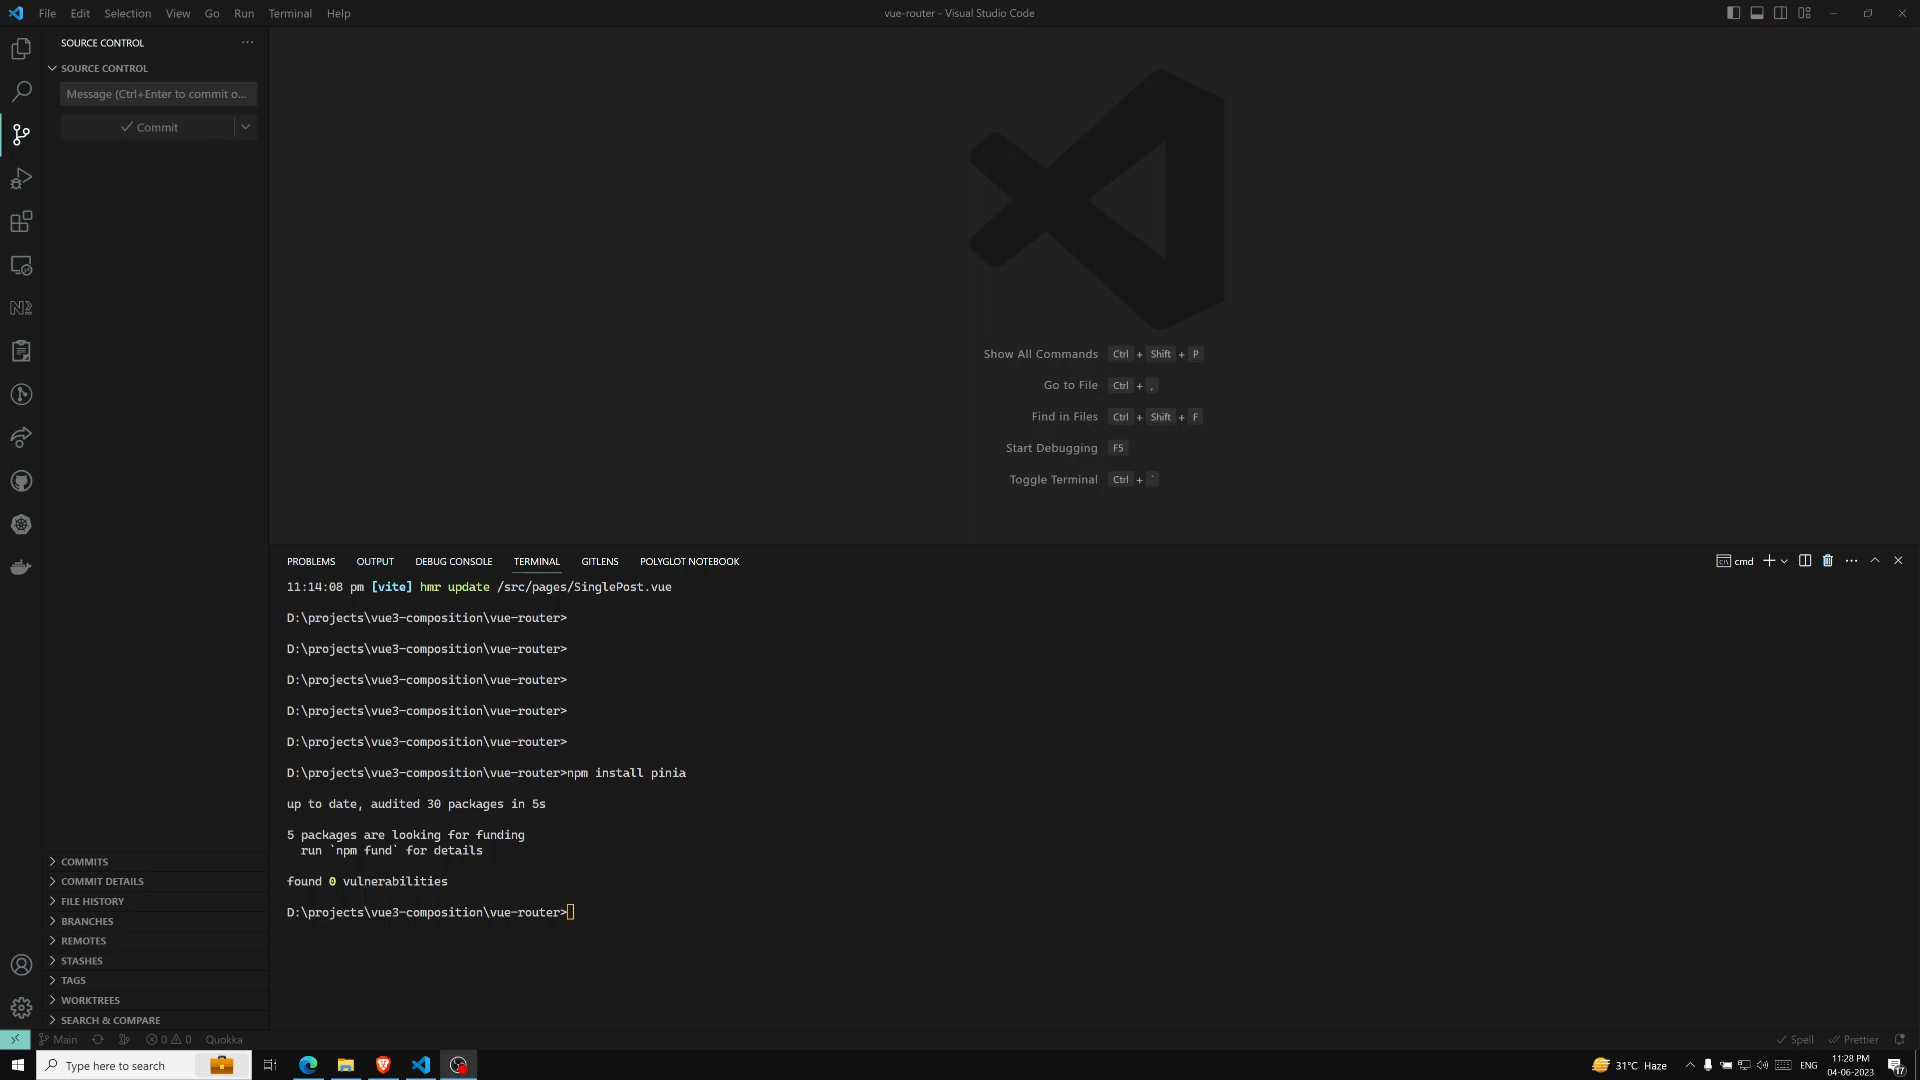 File Edit Selection View Go Run Terminal Help
vue-router - Visual Studio Code
SOURCE CONTROL
SOURCE CONTROL
Message (Ctrl+Enter to commit o...
Commit
Show All Commands Ctrl + Shift + P
Go to File Ctrl + ,
Find in Files Ctrl + Shift + F
Start Debugging F5
Toggle Terminal Ctrl + `
PROBLEMS OUTPUT DEBUG CONSOLE TERMINAL GITLENS POLYGLOT NOTEBOOK
cmd
11:14:08 pm [vite] hmr update /src/pages/SinglePost.vue
D:\projects\vue3-composition\vue-router>
D:\projects\vue3-composition\vue-router>
D:\projects\vue3-composition\vue-router>
D:\projects\vue3-composition\vue-router>
D:\projects\vue3-composition\vue-router>
D:\projects\vue3-composition\vue-router>npm install pinia
up to date, audited 30 packages in 5s
5 packages are looking for funding
run `npm fund` for details
found 0 vulnerabilities
D:\projects\vue3-composition\vue-router>
COMMITS
COMMIT DETAILS
FILE HISTORY
BRANCHES
REMOTES
STASHES
TAGS
WORKTREES
SEARCH & COMPARE
Main 0 0 Quokka
Spell Prettier
Type here to search
31°C Haze
ENG
11:28 PM
04-06-2023
17